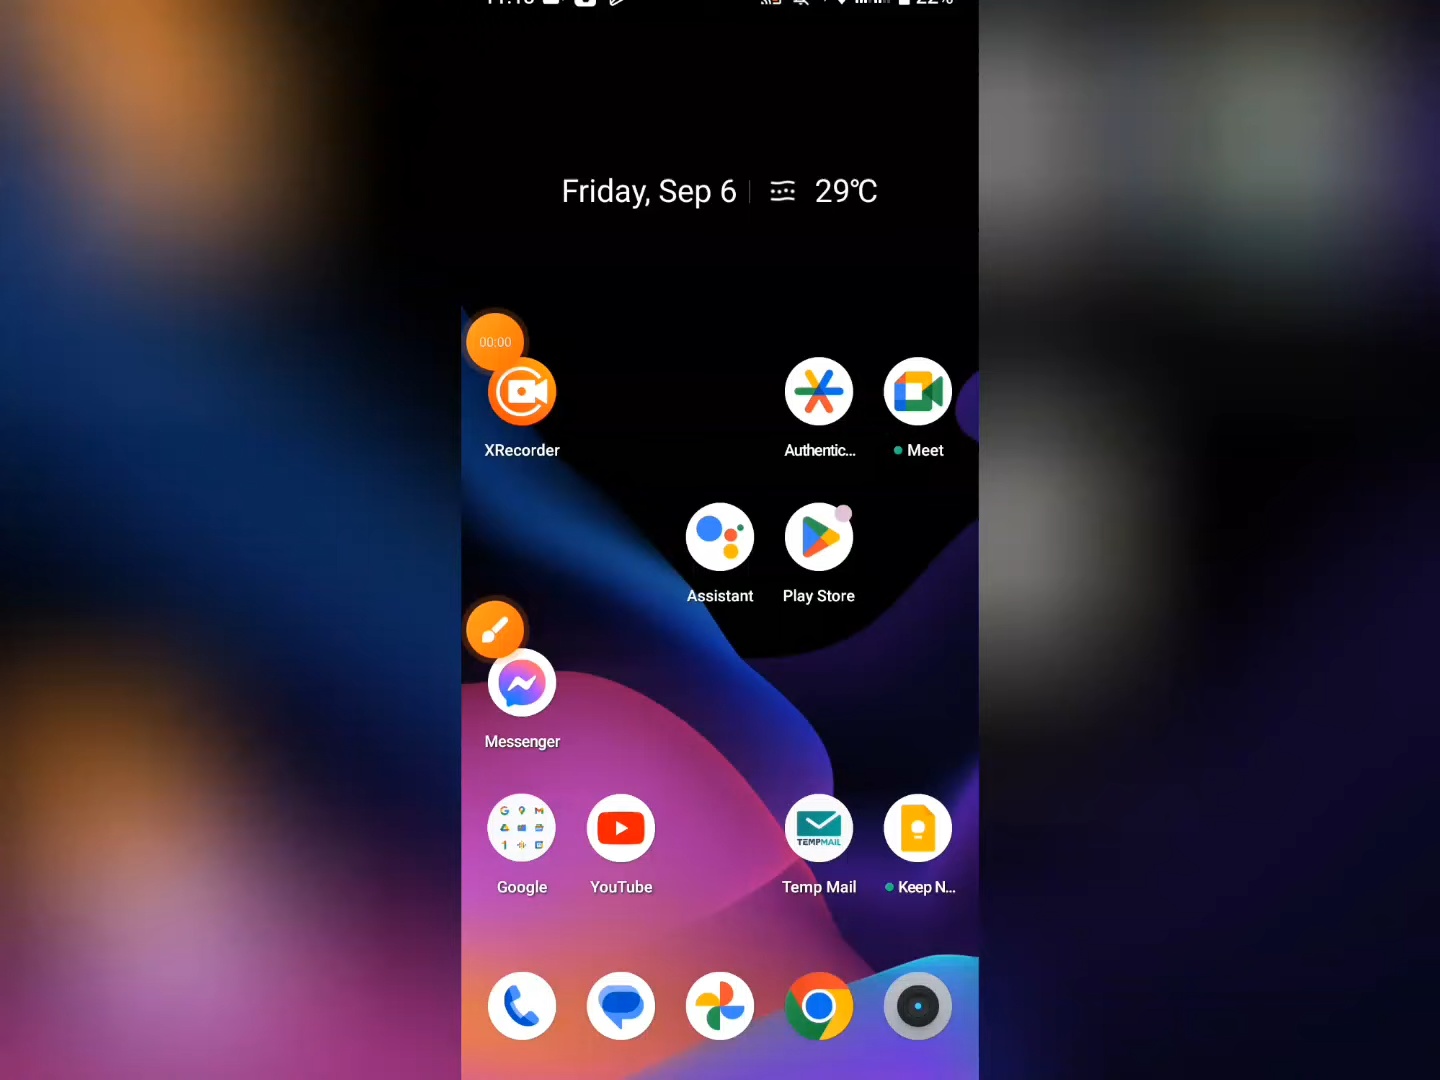 Friday, Sep 6 29°C
00:00
XRecorder
Authentic...
Meet
Assistant
Play Store
Messenger
TEMPMAIL
Google
YouTube
Temp Mail
Keep N...